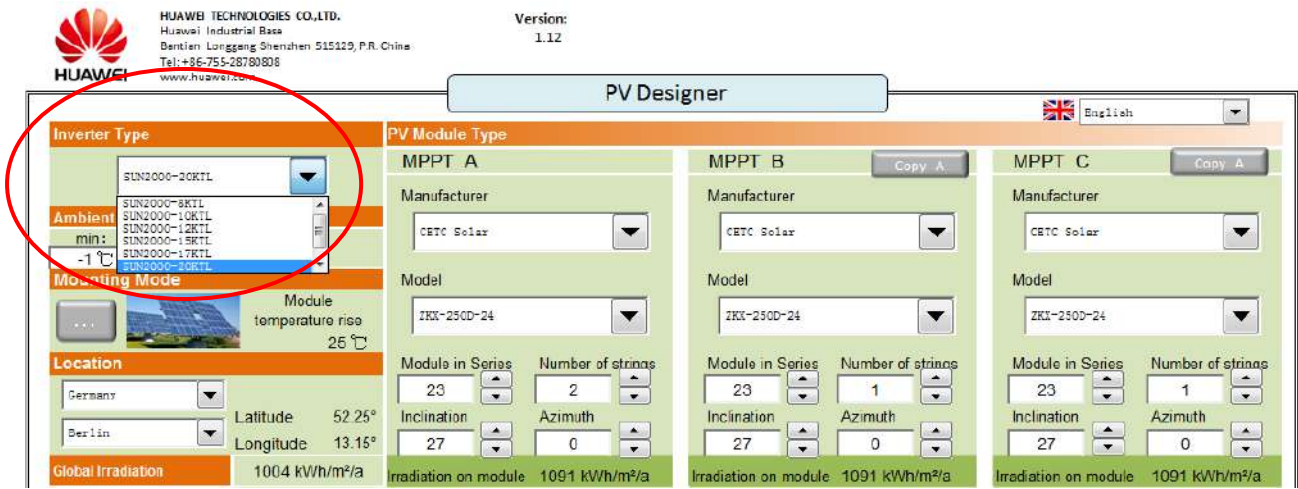 HUAWEI TECHNOLOGIES CO.,LTD.
Huawei Industrial Base
Bantian Longgang Shenzhen 515129, P.R. China
Tel: +86-755-28780808
www.huawei.com
HUAWEI
Version:
1.12
PV Designer
English
Inverter Type
SUN2000-20KTL
SUN2000-8KTL
SUN2000-10KTL
SUN2000-12KTL
SUN2000-15KTL
SUN2000-17KTL
SUN2000-20KTL
Ambient
min:
-1 ℃
Mounting Mode
...
Module
temperature rise
25 ℃
Location
Germany
Berlin
Latitude 52.25°
Longitude 13.15°
Global Irradiation 1004 kWh/m²/a
PV Module Type
MPPT A
Manufacturer
CETC Solar
Model
ZKX-250D-24
Module in Series Number of strings
23 2
Inclination Azimuth
27 0
Irradiation on module 1091 kWh/m²/a
MPPT B Copy A
Manufacturer
CETC Solar
Model
ZKX-250D-24
Module in Series Number of strings
23 1
Inclination Azimuth
27 0
Irradiation on module 1091 kWh/m²/a
MPPT C Copy A
Manufacturer
CETC Solar
Model
ZKX-250D-24
Module in Series Number of strings
23 1
Inclination Azimuth
27 0
Irradiation on module 1091 kWh/m²/a